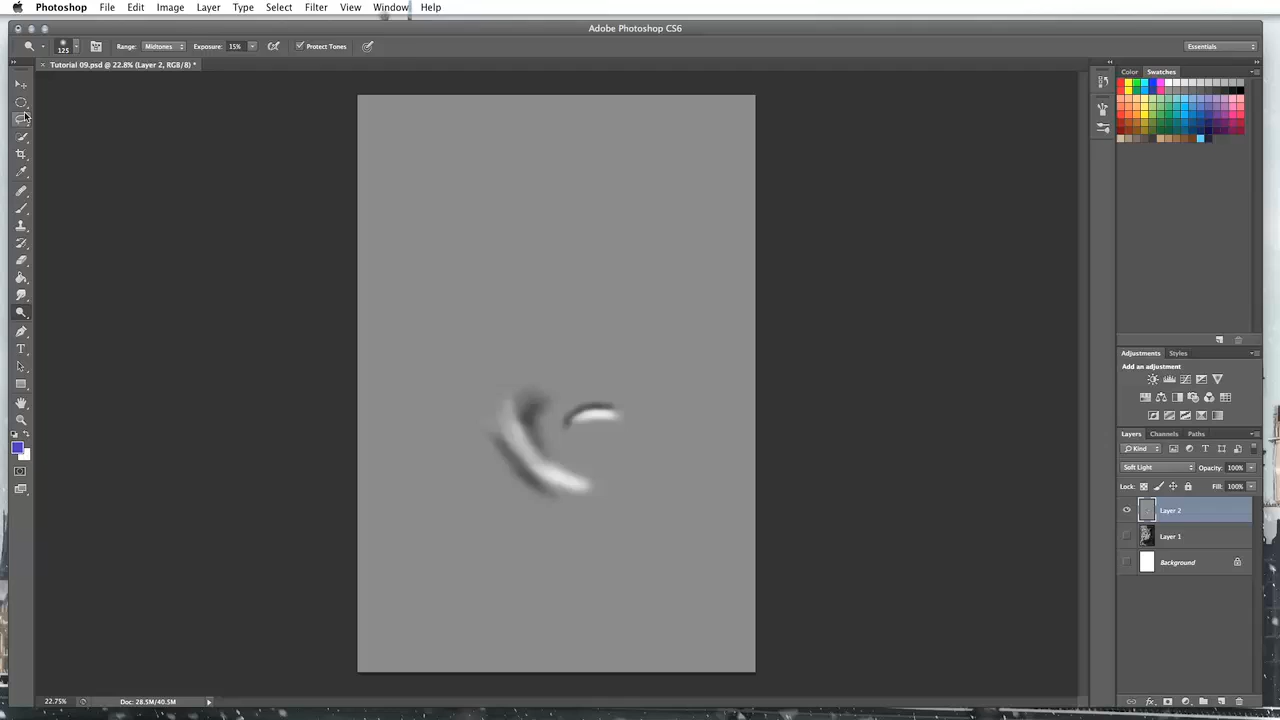 Photoshop File Edit Image Layer Type Select Filter View Window Help
Adobe Photoshop CS6
125 Range: Midtones Exposure: 15% Protect Tones Essentials
Tutorial 09.psd @ 22.8% (Layer 2, RGB/8) *
Color Swatches
Adjustments Styles
Add an adjustment
Layers Channels Paths
Kind
Soft Light Opacity: 100%
Lock: Fill: 100%
Layer 2
Layer 1
Background
22.75% Doc: 28.5M/40.5M